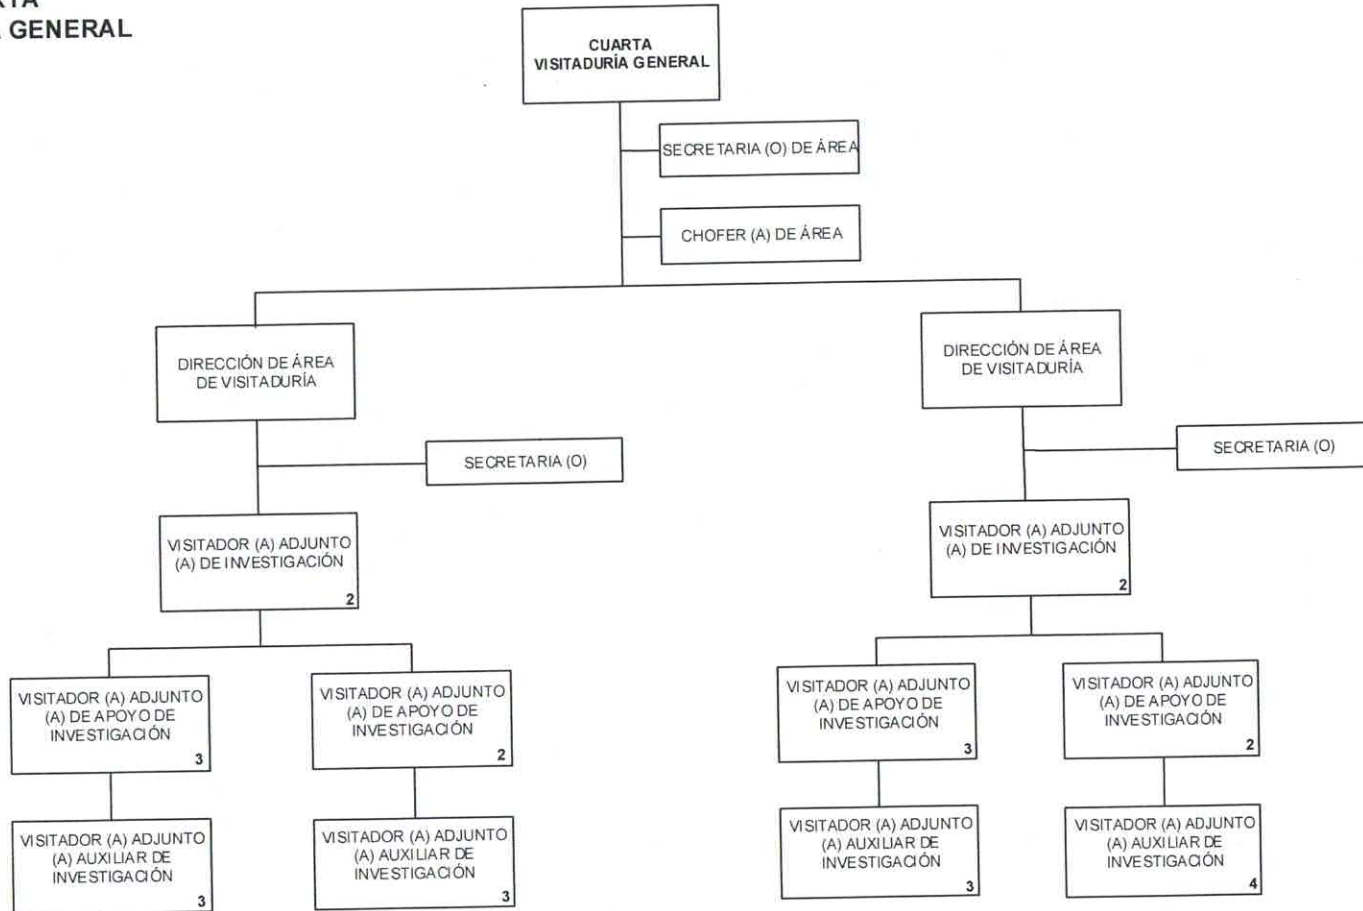 GENERAL
CUARTA
VISITADURÍA GENERAL
SECRETARIA (O) DE ÁREA
CHOFER (A) DE ÁREA
DIRECCIÓN DE ÁREA
DE VISITADURÍA
DIRECCIÓN DE ÁREA
DE VISITADURÍA
SECRETARIA (O)
SECRETARIA (O)
VISITADOR (A) ADJUNTO
(A) DE INVESTIGACIÓN
2
VISITADOR (A) ADJUNTO
(A) DE INVESTIGACIÓN
2
VISITADOR (A) ADJUNTO
(A) DE APOYO DE
INVESTIGACIÓN
3
VISITADOR (A) ADJUNTO
(A) DE APOYO DE
INVESTIGACIÓN
2
VISITADOR (A) ADJUNTO
(A) DE APOYO DE
INVESTIGACIÓN
3
VISITADOR (A) ADJUNTO
(A) DE APOYO DE
INVESTIGACIÓN
2
VISITADOR (A) ADJUNTO
(A) AUXILIAR DE
INVESTIGACIÓN
3
VISITADOR (A) ADJUNTO
(A) AUXILIAR DE
INVESTIGACIÓN
3
VISITADOR (A) ADJUNTO
(A) AUXILIAR DE
INVESTIGACIÓN
3
VISITADOR (A) ADJUNTO
(A) AUXILIAR DE
INVESTIGACIÓN
4